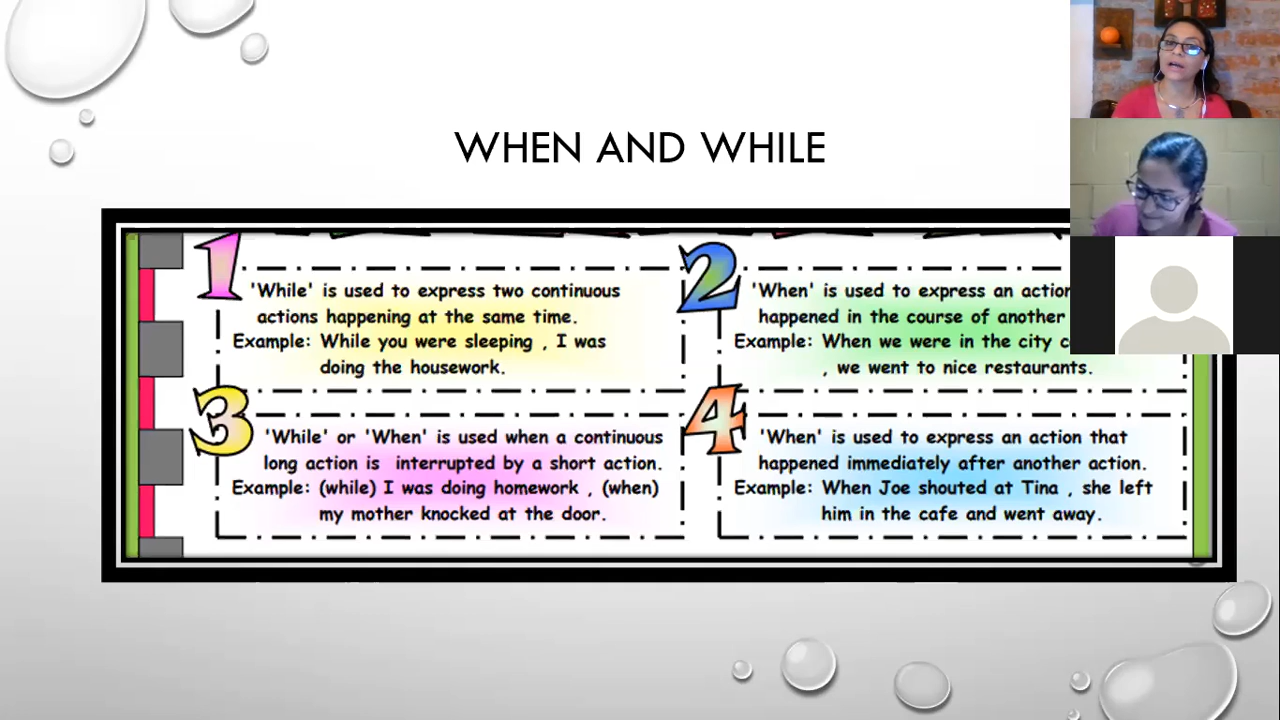 WHEN AND WHILE
1
'While' is used to express two continuous
actions happening at the same time.
Example: While you were sleeping , I was
doing the housework.
2
'When' is used to express an action
happened in the course of another
Example: When we were in the city
, we went to nice restaurants.
3
'While' or 'When' is used when a continuous
long action is interrupted by a short action.
Example: (while) I was doing homework , (when)
my mother knocked at the door.
4
'When' is used to express an action that
happened immediately after another action.
Example: When Joe shouted at Tina , she left
him in the cafe and went away.